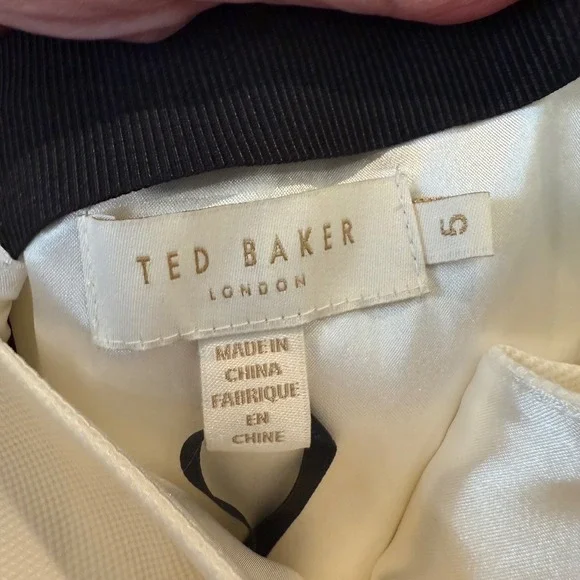 TED BAKER
LONDON
5
MADE IN
CHINA
FABRIQUE
EN
CHINE